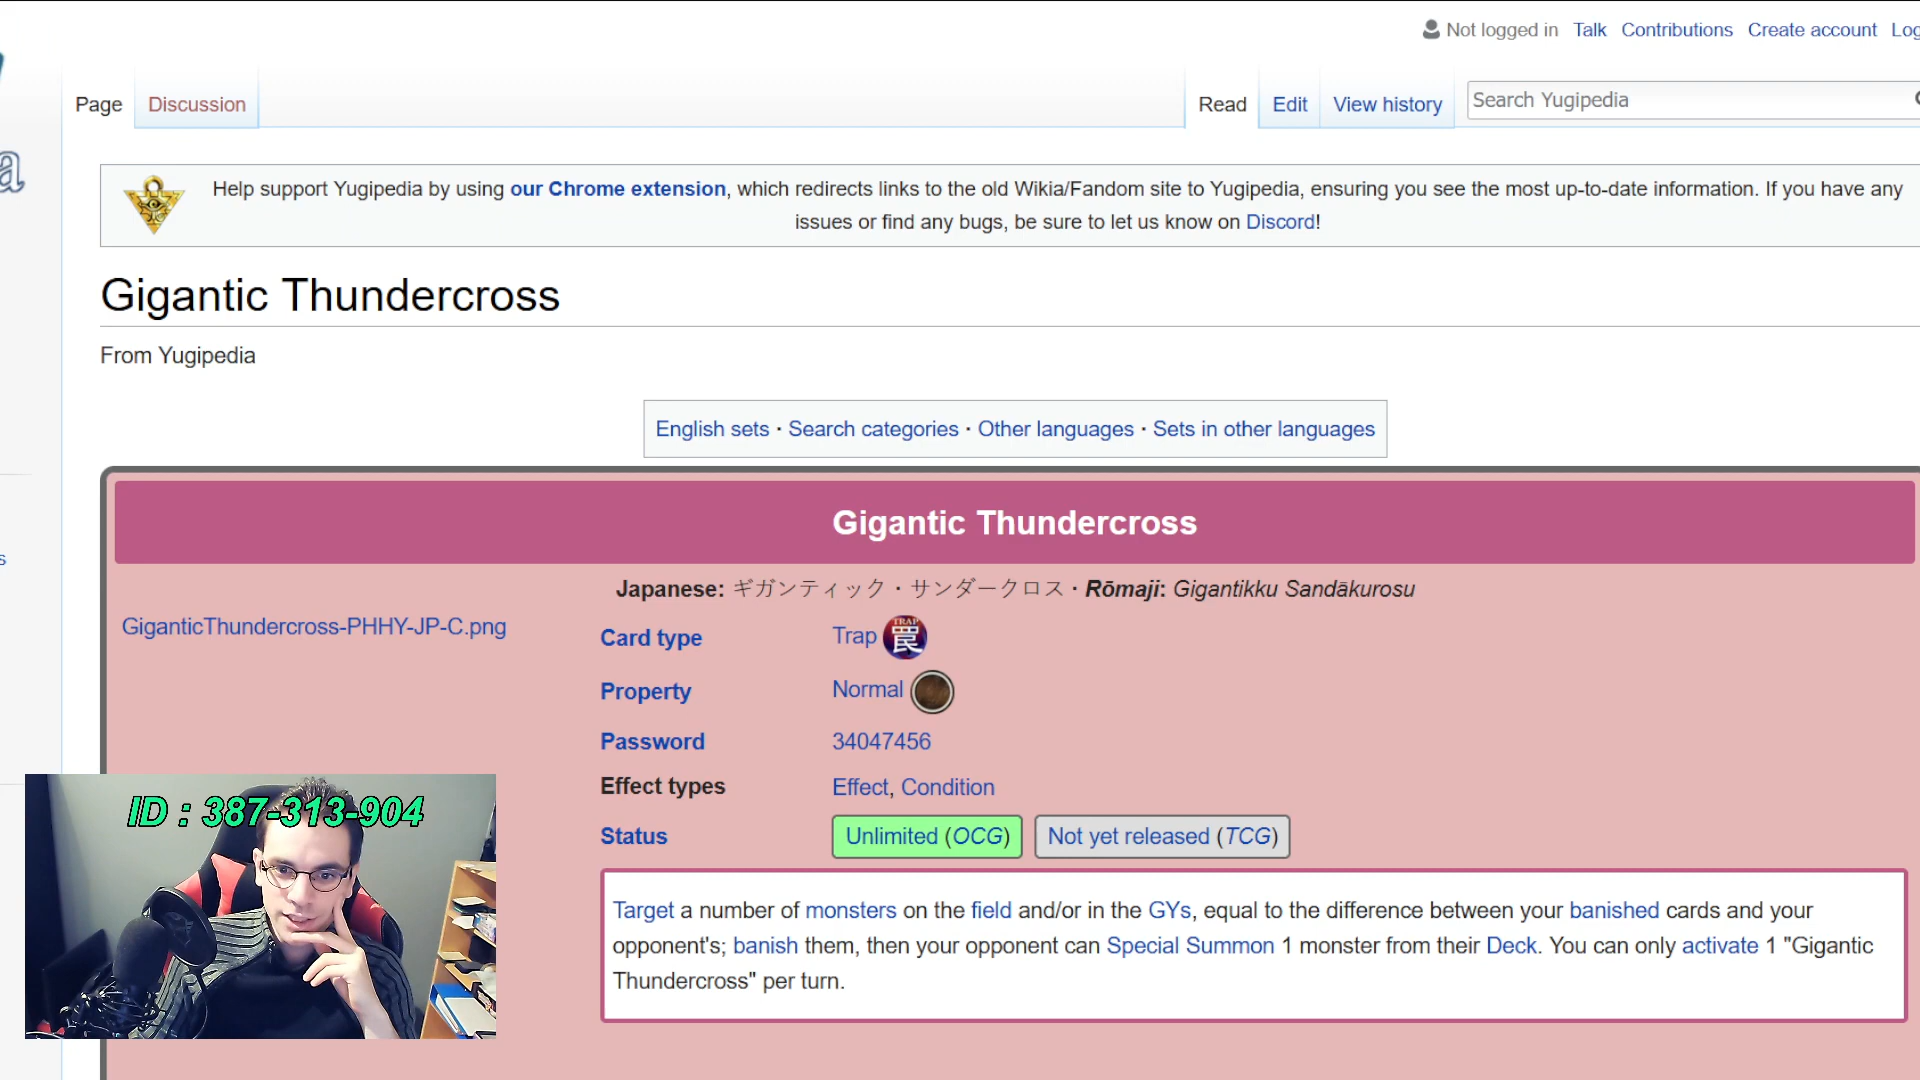 Not logged in Talk Contributions Create account Log
Page Discussion Read Edit View history Search Yugipedia
a
Help support Yugipedia by using our Chrome extension, which redirects links to the old Wikia/Fandom site to Yugipedia, ensuring you see the most up-to-date information. If you have any
issues or find any bugs, be sure to let us know on Discord!
Gigantic Thundercross
From Yugipedia
English sets · Search categories · Other languages · Sets in other languages
Gigantic Thundercross
Japanese: ギガンティック・サンダークロス · Rōmaji: Gigantikku Sandākurosu
GiganticThundercross-PHHY-JP-C.png
Card type Trap TRAP 罠
Property Normal
Password 34047456
Effect types Effect, Condition
Status Unlimited (OCG) Not yet released (TCG)
s
ID : 387-313-904
Target a number of monsters on the field and/or in the GYs, equal to the difference between your banished cards and your
opponent's; banish them, then your opponent can Special Summon 1 monster from their Deck. You can only activate 1 "Gigantic
Thundercross" per turn.